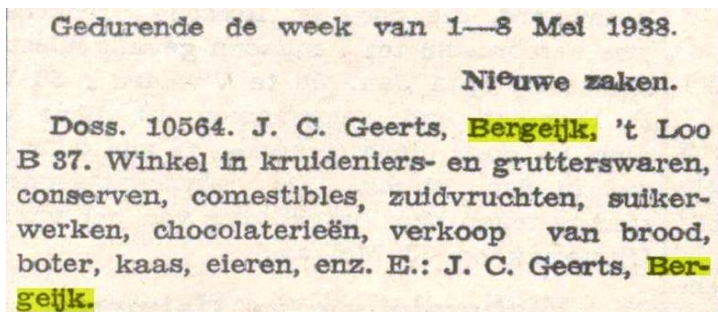 Gedurende de week van 1—8 Mei 1938.
Nieuwe zaken.
Doss. 10564. J. C. Geerts, Bergeijk, 't Loo
B 37. Winkel in kruideniers- en grutterswaren,
conserven, comestibles, zuidvruchten, suiker-
werken, chocolaterieën, verkoop van brood,
boter, kaas, eieren, enz. E.: J. C. Geerts, Ber-
geijk.